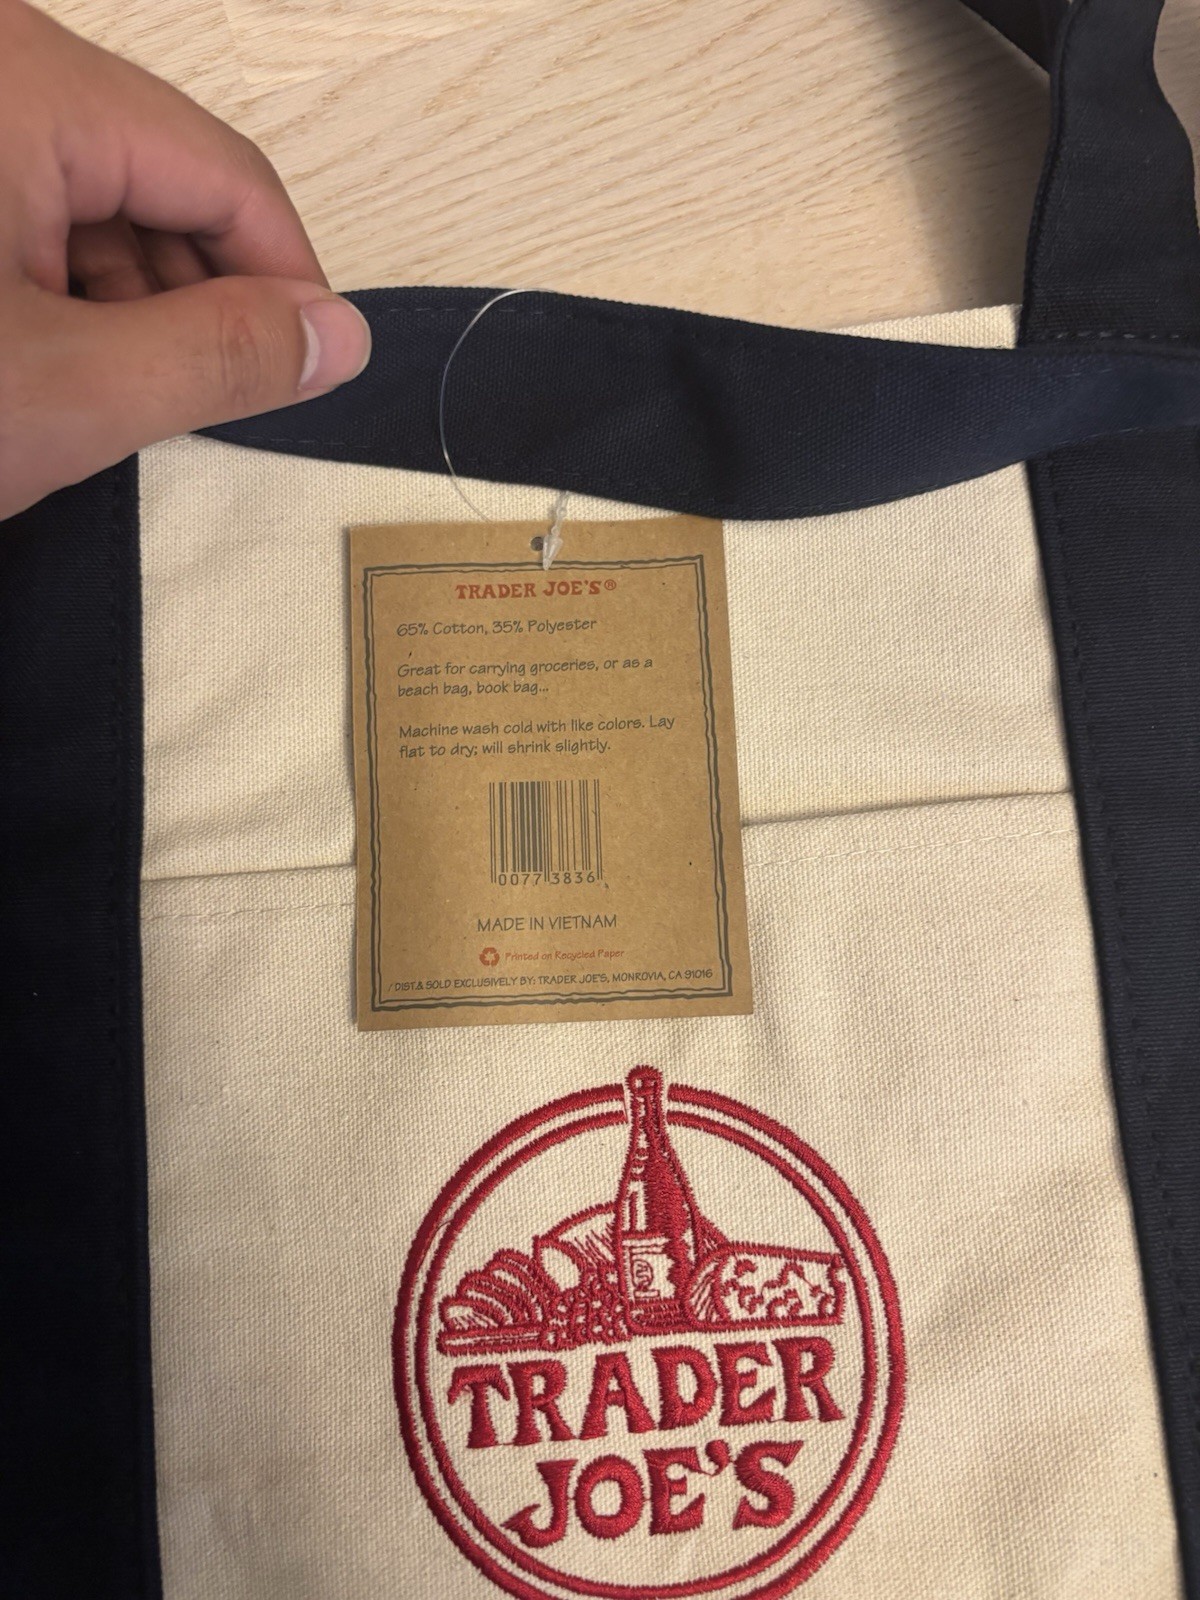 TRADER JOE'S®
65% Cotton, 35% Polyester
Great for carrying groceries, or as a
beach bag, book bag...
Machine wash cold with like colors. Lay
flat to dry; will shrink slightly.
0077 3836
MADE IN VIETNAM
Printed on Recycled Paper
DIST & SOLD EXCLUSIVELY BY: TRADER JOE'S, MONROVIA, CA 91016
TRADER
JOE'S